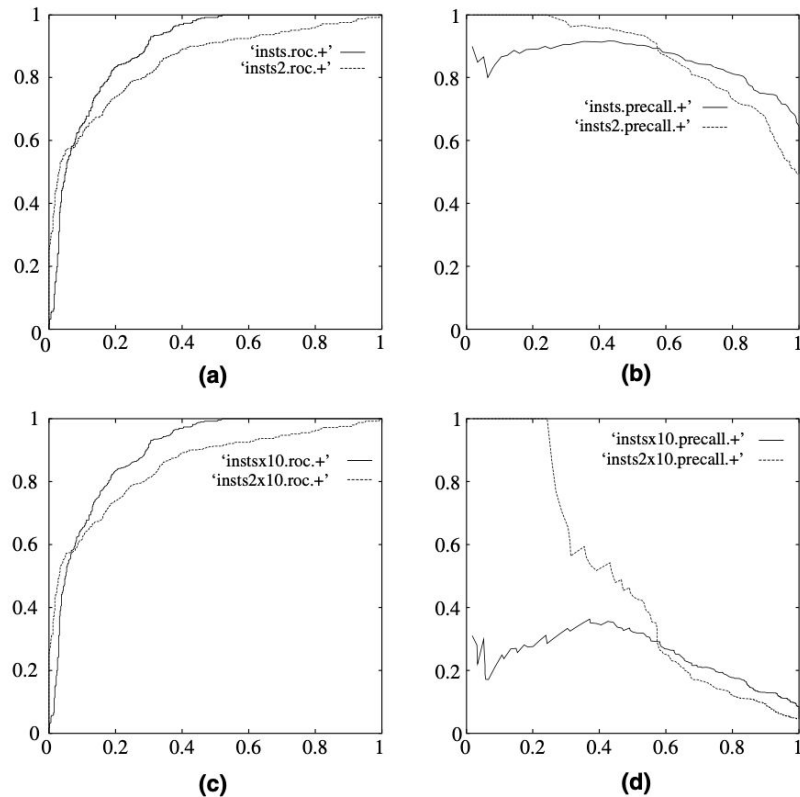 1
0.8
0.6
0.4
0.2
0
0 0.2 0.4 0.6 0.8 1
‘insts.roc.+’
‘insts2.roc.+’
(a)
1
0.8
0.6
0.4
0.2
0
0 0.2 0.4 0.6 0.8 1
‘insts.precall.+’
‘insts2.precall.+’
(b)
1
0.8
0.6
0.4
0.2
0
0 0.2 0.4 0.6 0.8 1
‘instsx10.roc.+’
‘insts2x10.roc.+’
(c)
1
0.8
0.6
0.4
0.2
0
0 0.2 0.4 0.6 0.8 1
‘instsx10.precall.+’
‘insts2x10.precall.+’
(d)